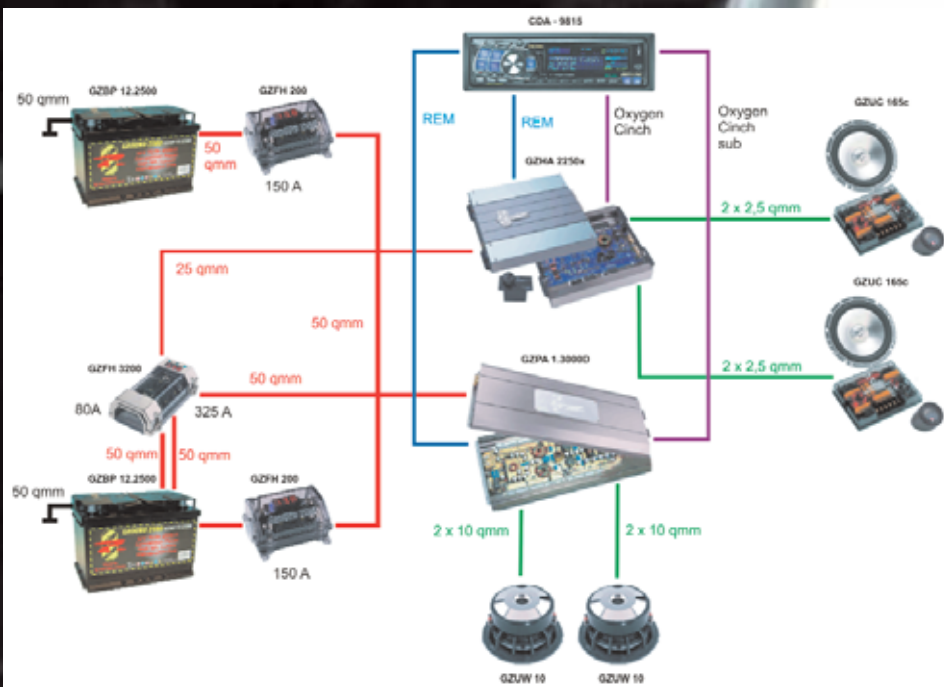 CDA - 9815
GZBP 12.2500
GZFH 200
50 qmm
50
qmm
150 A
REM
REM
Oxygen
Cinch
Oxygen
Cinch
sub
GZUC 165c
GZHA 2250x
2 x 2,5 qmm
25 qmm
GZUC 165c
50 qmm
GZPA 1.3000D
GZFH 3200
50 qmm
2 x 2,5 qmm
80A
325 A
50 qmm
50 qmm
GZBP 12.2500
GZFH 200
50 qmm
2 x 10 qmm
2 x 10 qmm
150 A
GZUW 10
GZUW 10